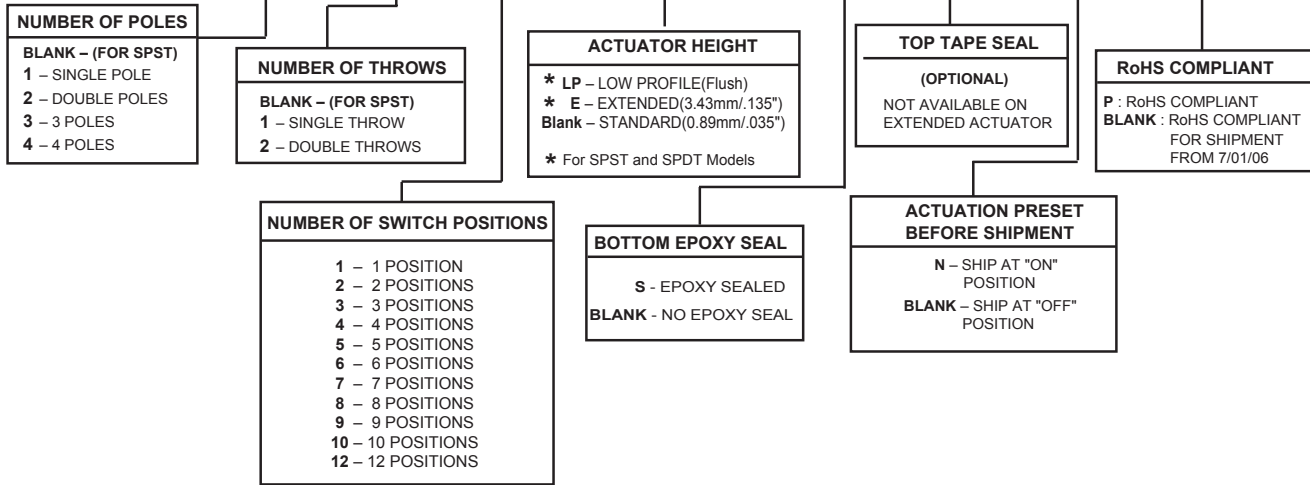 NUMBER OF POLES
BLANK – (FOR SPST)
1 – SINGLE POLE
2 – DOUBLE POLES
3 – 3 POLES
4 – 4 POLES
NUMBER OF THROWS
BLANK – (FOR SPST)
1 – SINGLE THROW
2 – DOUBLE THROWS
ACTUATOR HEIGHT
* LP – LOW PROFILE(Flush)
* E – EXTENDED(3.43mm/.135")
Blank – STANDARD(0.89mm/.035")
* For SPST and SPDT Models
TOP TAPE SEAL
(OPTIONAL)
NOT AVAILABLE ON
EXTENDED ACTUATOR
RoHS COMPLIANT
P : RoHS COMPLIANT
BLANK : RoHS COMPLIANT
FOR SHIPMENT
FROM 7/01/06
NUMBER OF SWITCH POSITIONS
1 – 1 POSITION
2 – 2 POSITIONS
3 – 3 POSITIONS
4 – 4 POSITIONS
5 – 5 POSITIONS
6 – 6 POSITIONS
7 – 7 POSITIONS
8 – 8 POSITIONS
9 – 9 POSITIONS
10 – 10 POSITIONS
12 – 12 POSITIONS
BOTTOM EPOXY SEAL
S - EPOXY SEALED
BLANK - NO EPOXY SEAL
ACTUATION PRESET
BEFORE SHIPMENT
N – SHIP AT "ON"
POSITION
BLANK – SHIP AT "OFF"
POSITION